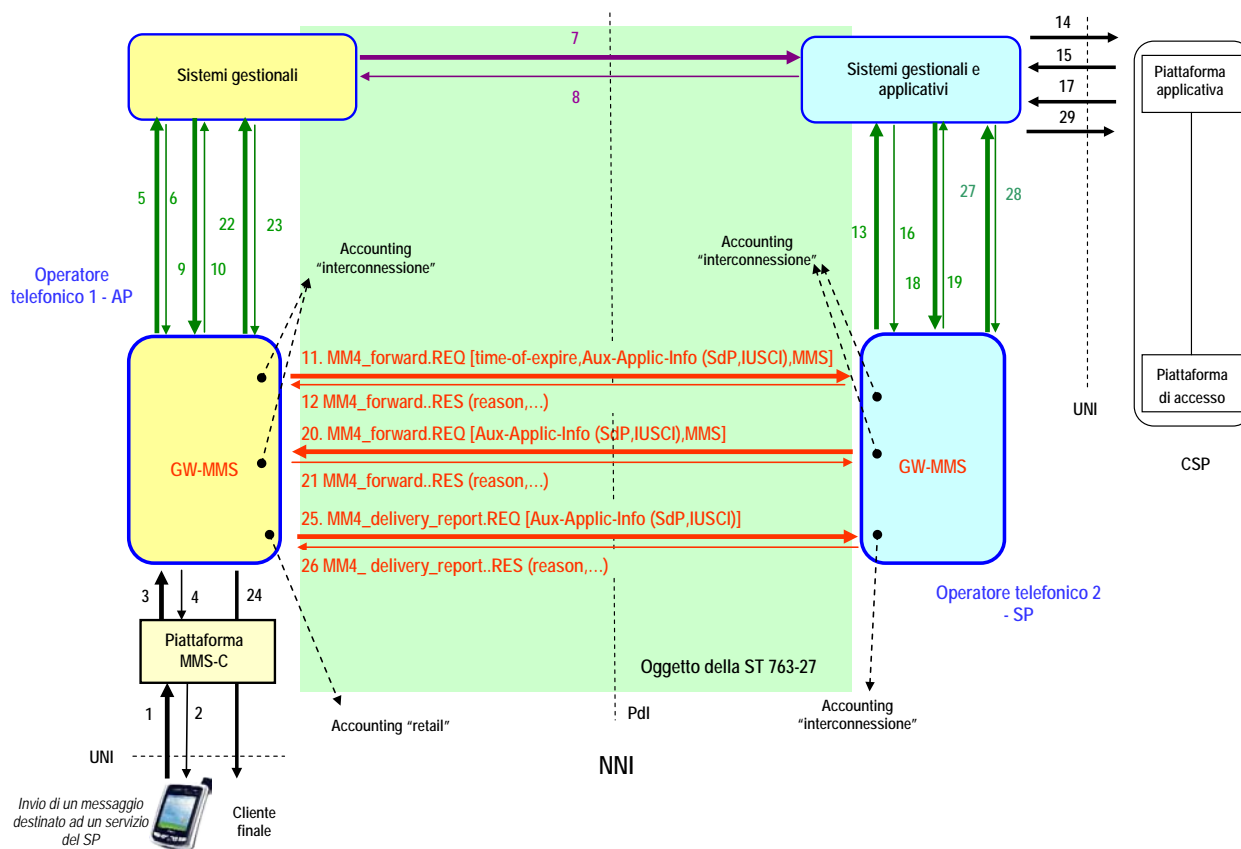 7
Sistemi gestionali
8
Sistemi gestionali e
applicativi
14
15
17
29
Piattaforma
applicativa
5
6
22
23
9
10
13
16
27
28
18
19
Accounting
“interconnessione”
Accounting
“interconnessione”
Operatore
telefonico 1 - AP
11. MM4_forward.REQ [time-of-expire,Aux-Applic-Info (SdP,IUSCI),MMS]
12 MM4_forward..RES (reason,…)
20. MM4_forward.REQ [Aux-Applic-Info (SdP,IUSCI),MMS]
21 MM4_forward..RES (reason,…)
25. MM4_delivery_report.REQ [Aux-Applic-Info (SdP,IUSCI)]
26 MM4_ delivery_report..RES (reason,…)
GW-MMS
GW-MMS
Piattaforma
di accesso
UNI
CSP
3
4
24
Operatore telefonico 2
- SP
Piattaforma
MMS-C
Oggetto della ST 763-27
1
2
Accounting “retail”
PdI
Accounting
“interconnessione”
UNI
NNI
Invio di un messaggio
destinato ad un servizio
del SP
Cliente
finale